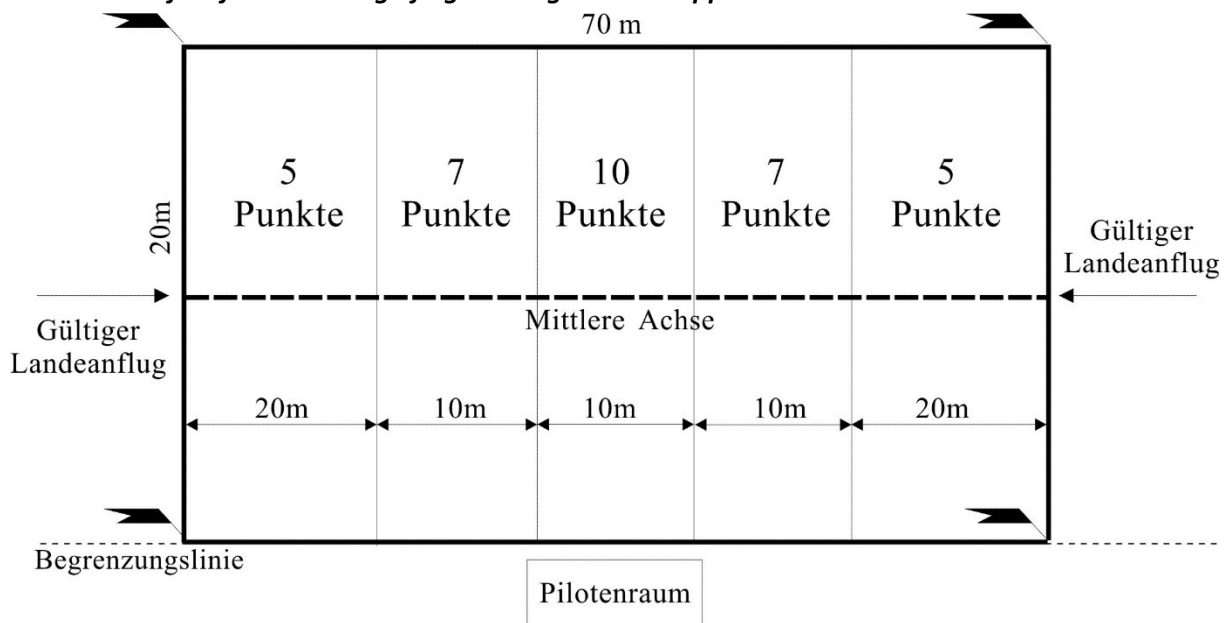 70 m
5
Punkte
7
Punkte
10
Punkte
7
Punkte
5
Punkte
20m
Gültiger
Landeanflug
Gültiger
Landeanflug
Mittlere Achse
20m
10m
10m
10m
20m
Begrenzungslinie
Pilotenraum